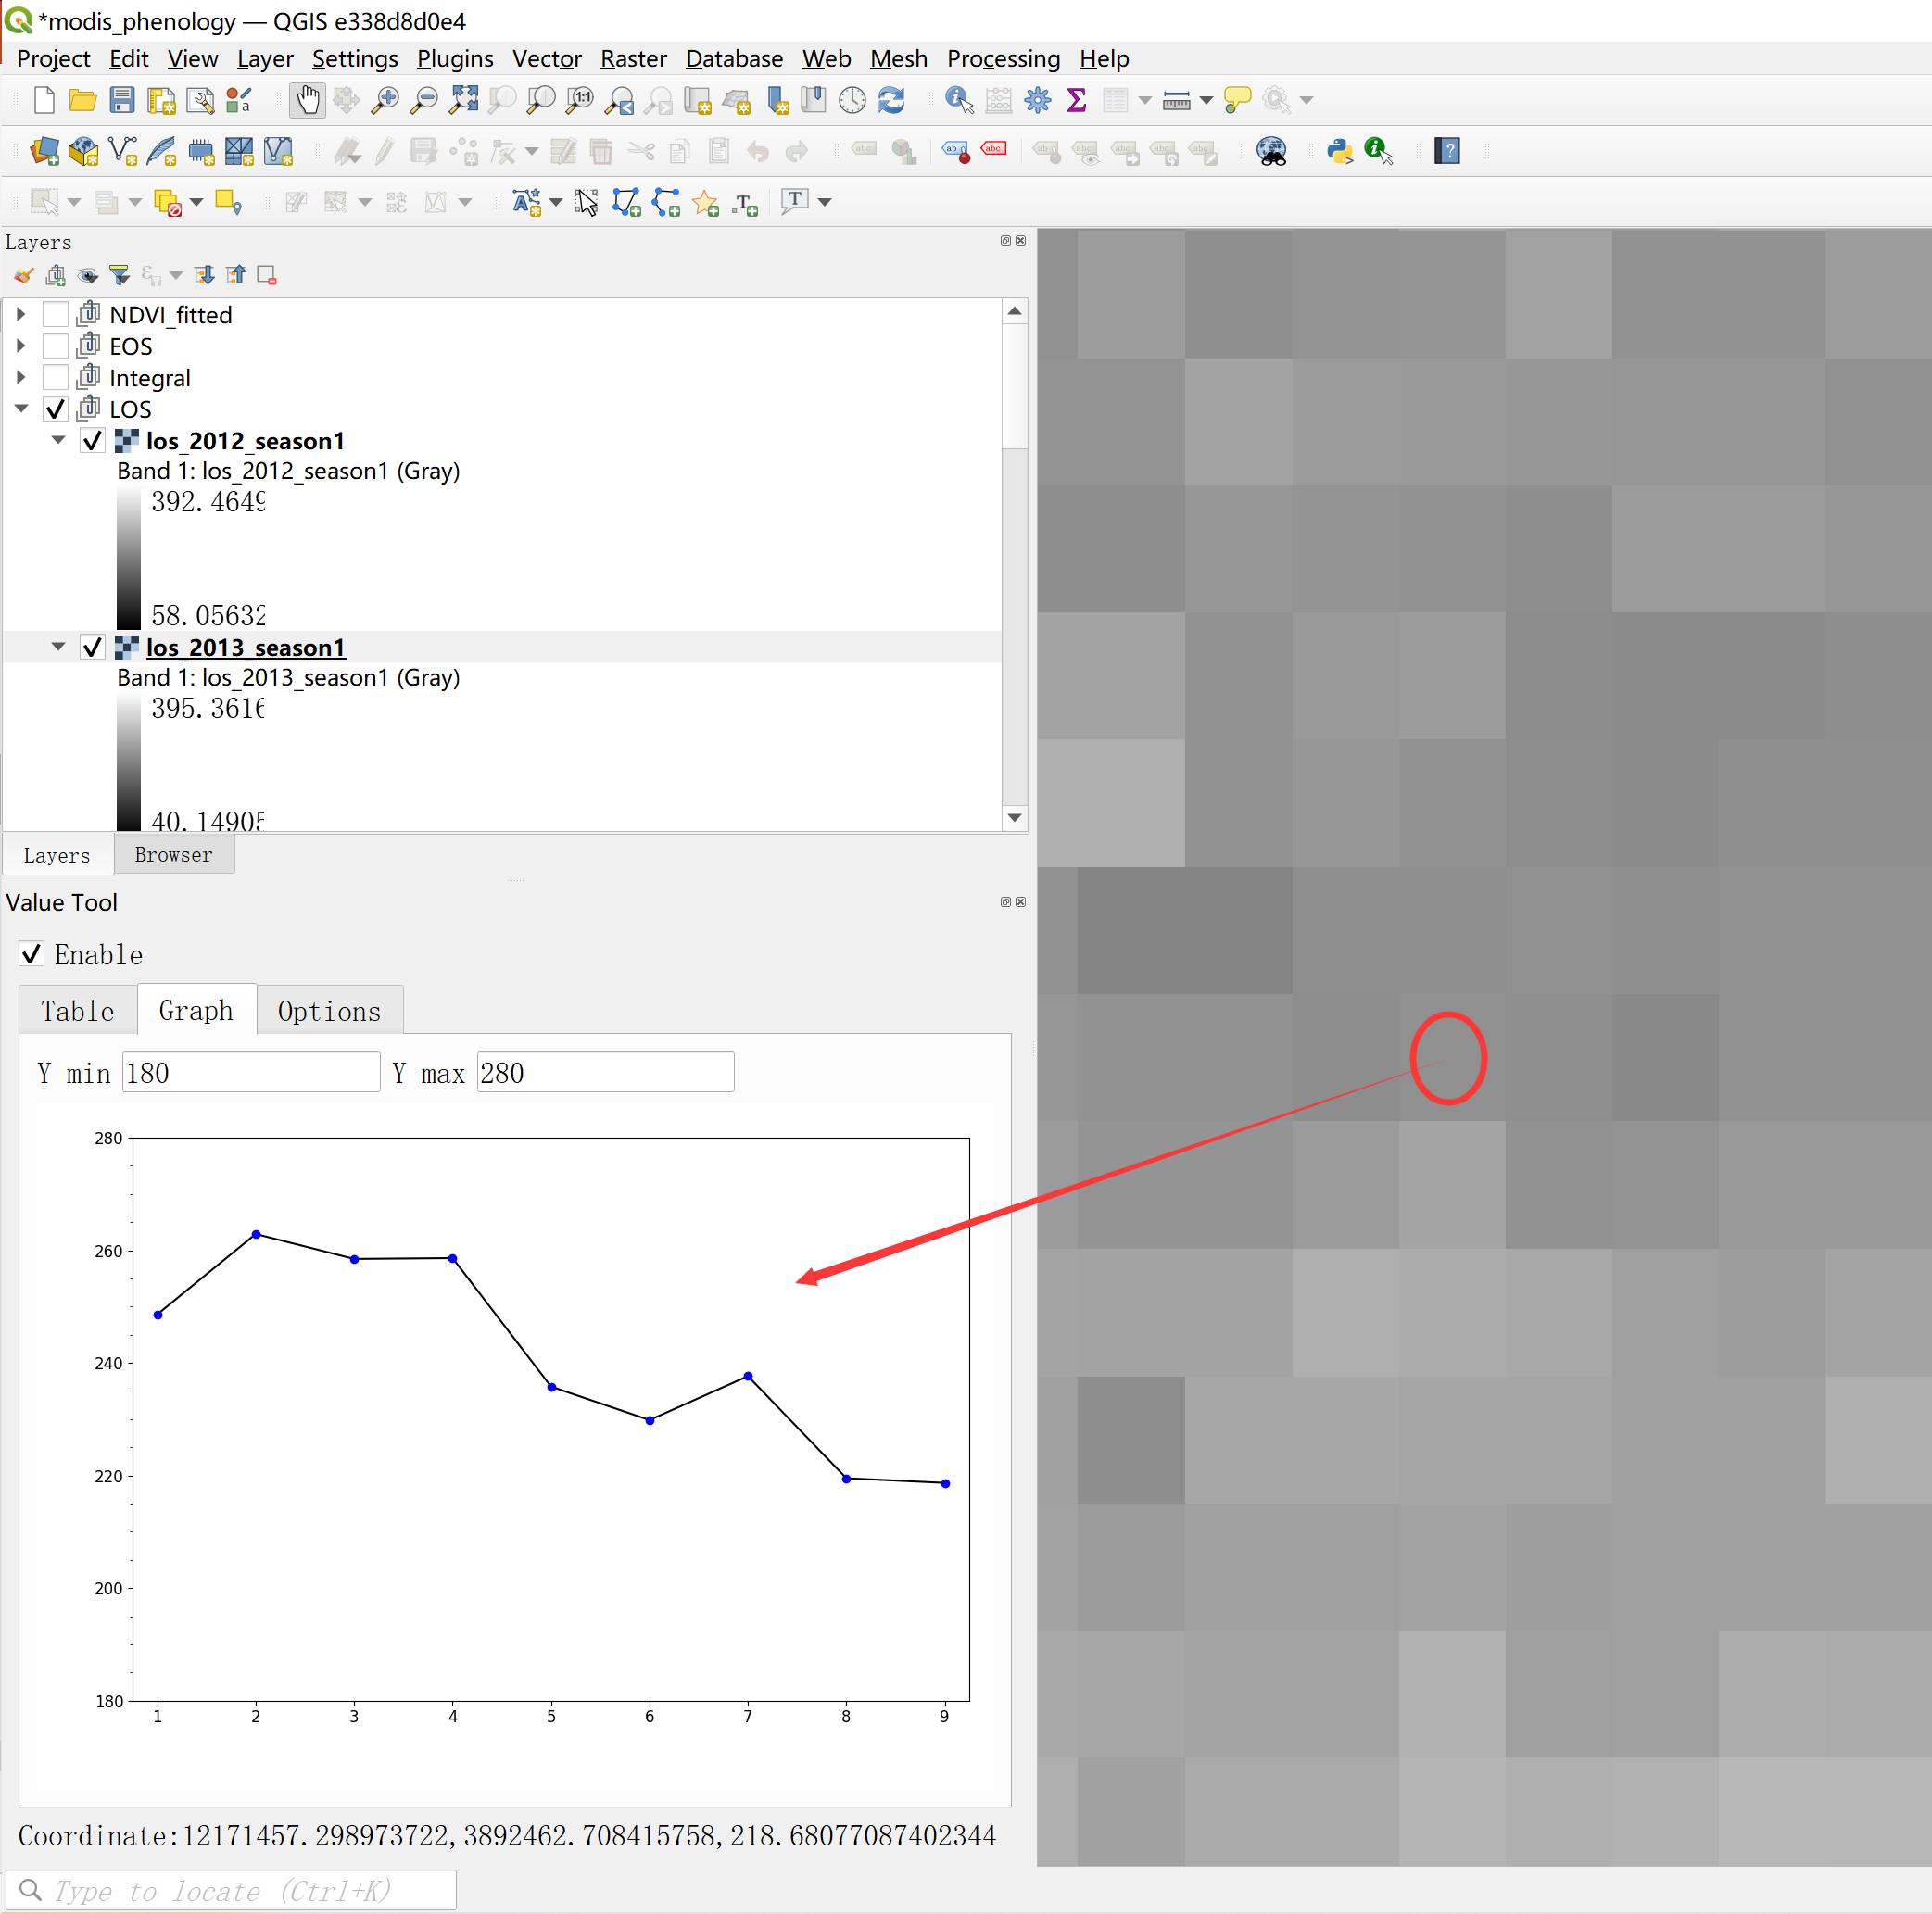 *modis_phenology — QGIS e338d8d0e4
Project Edit View Layer Settings Plugins Vector Raster Database Web Mesh Processing Help
Layers
NDVI_fitted
EOS
Integral
LOS
los_2012_season1
Band 1: los_2012_season1 (Gray)
392.4649
58.05632
los_2013_season1
Band 1: los_2013_season1 (Gray)
395.3616
40.14905
Layers Browser
Value Tool
Enable
Table Graph Options
Y min 180 Y max 280
280
260
240
220
200
180
1 2 3 4 5 6 7 8 9
Coordinate:12171457.298973722,3892462.708415758,218.68077087402344
Type to locate (Ctrl+K)